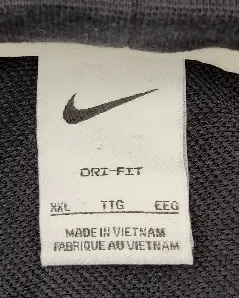 DRI-FIT
XXL TTG EEG
MADE IN VIETNAM
FABRIQUE AU VIETNAM